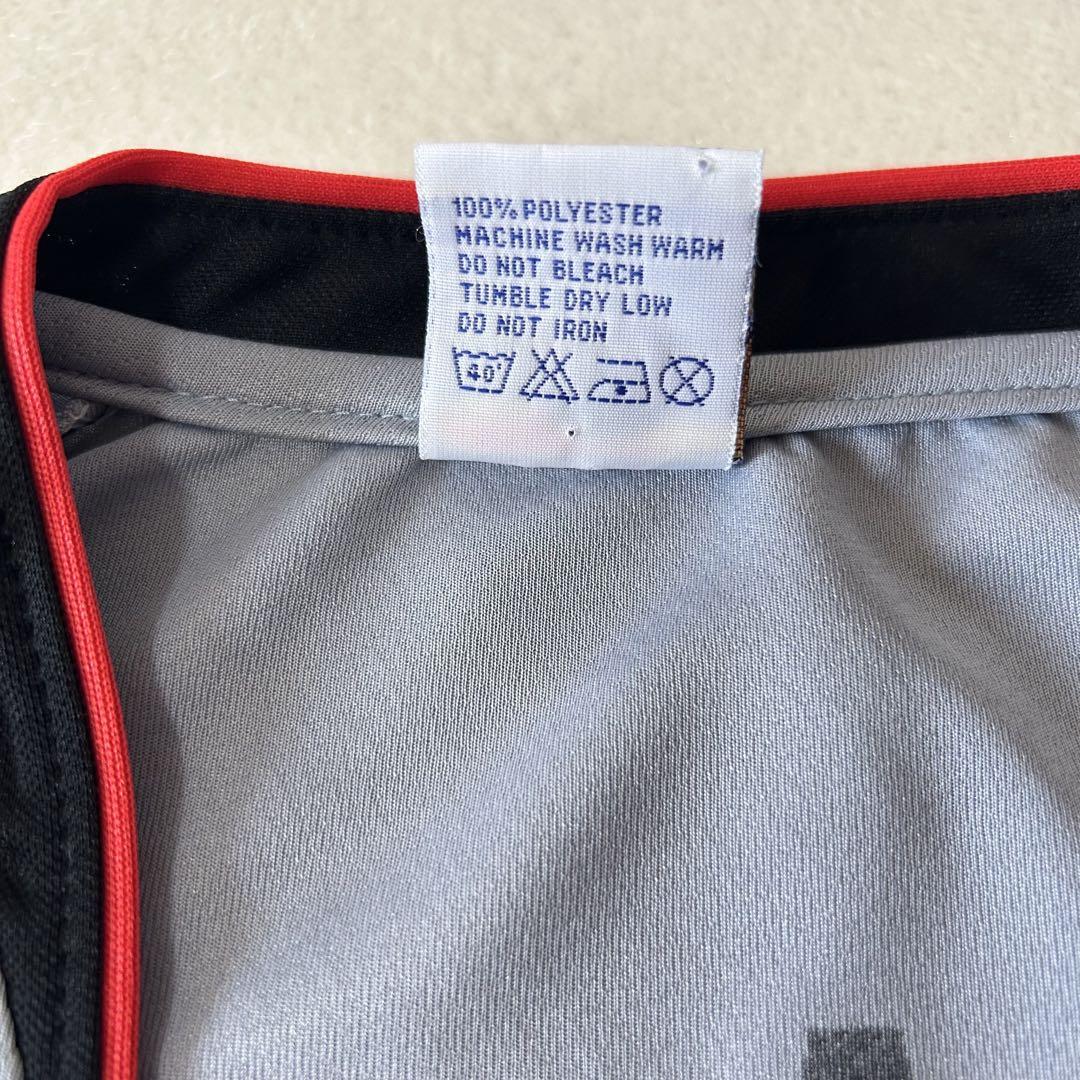 100% POLYESTER
MACHINE WASH WARM
DO NOT BLEACH
TUMBLE DRY LOW
DO NOT IRON
40°